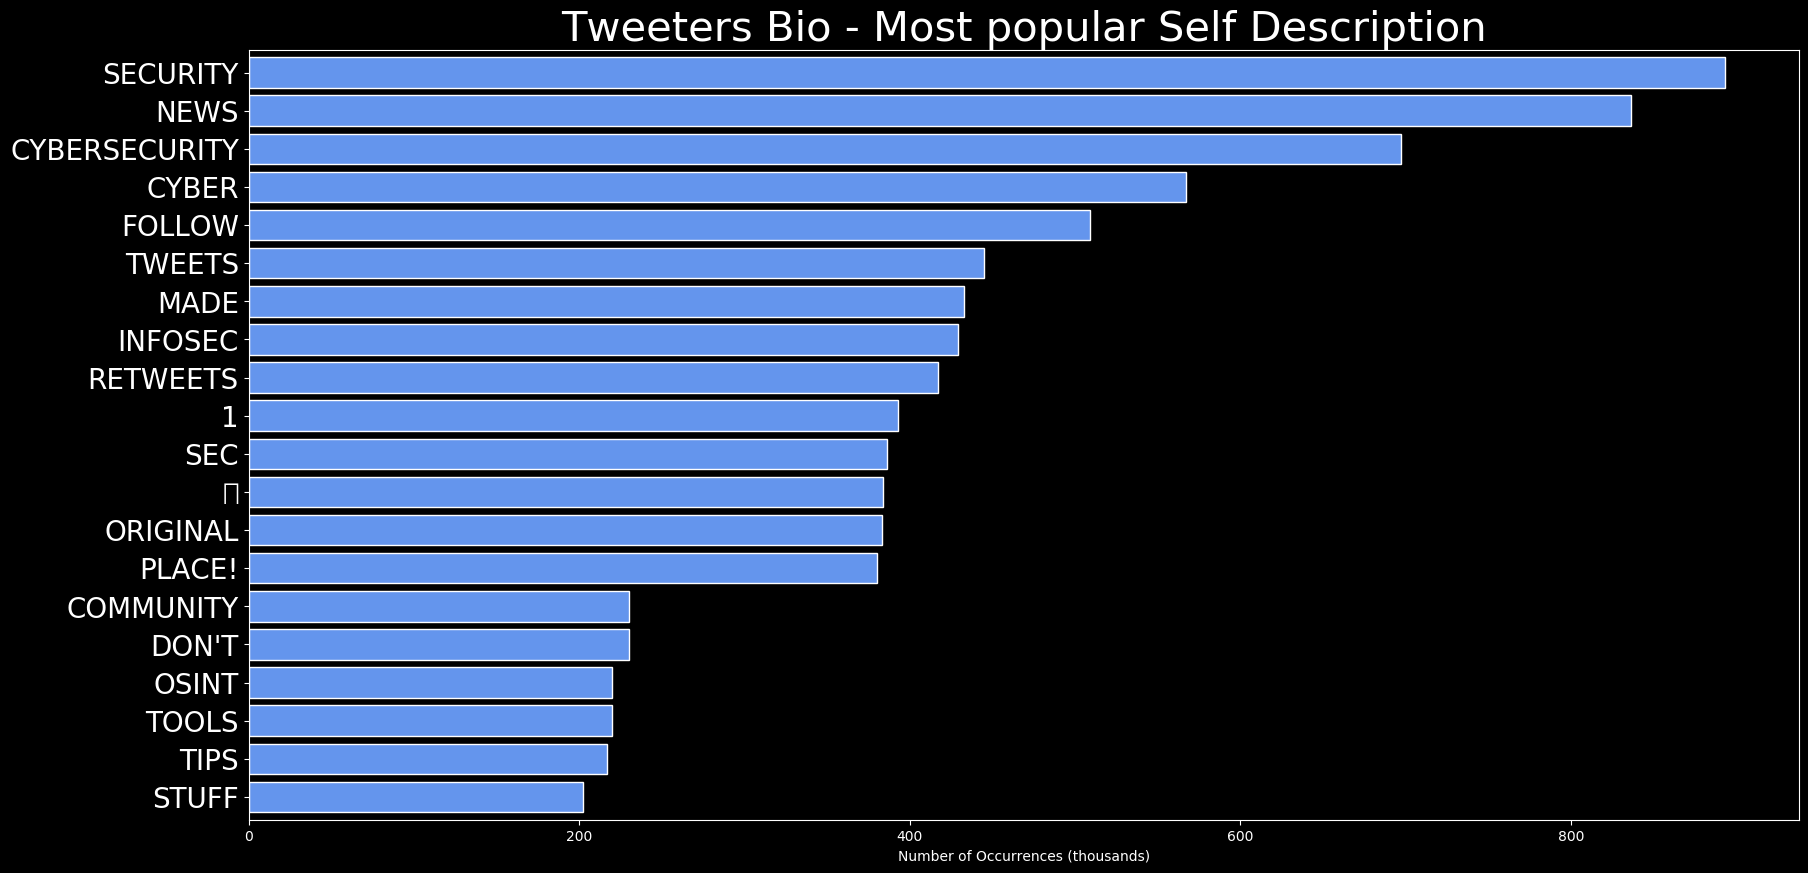 Tweeters Bio - Most popular Self Description
SECURITY
NEWS
CYBERSECURITY
CYBER
FOLLOW
TWEETS
MADE
INFOSEC
RETWEETS
1
SEC
ORIGINAL
PLACE!
COMMUNITY
DON'T
OSINT
TOOLS
TIPS
STUFF
0 200 400 600 800
Number of Occurrences (thousands)